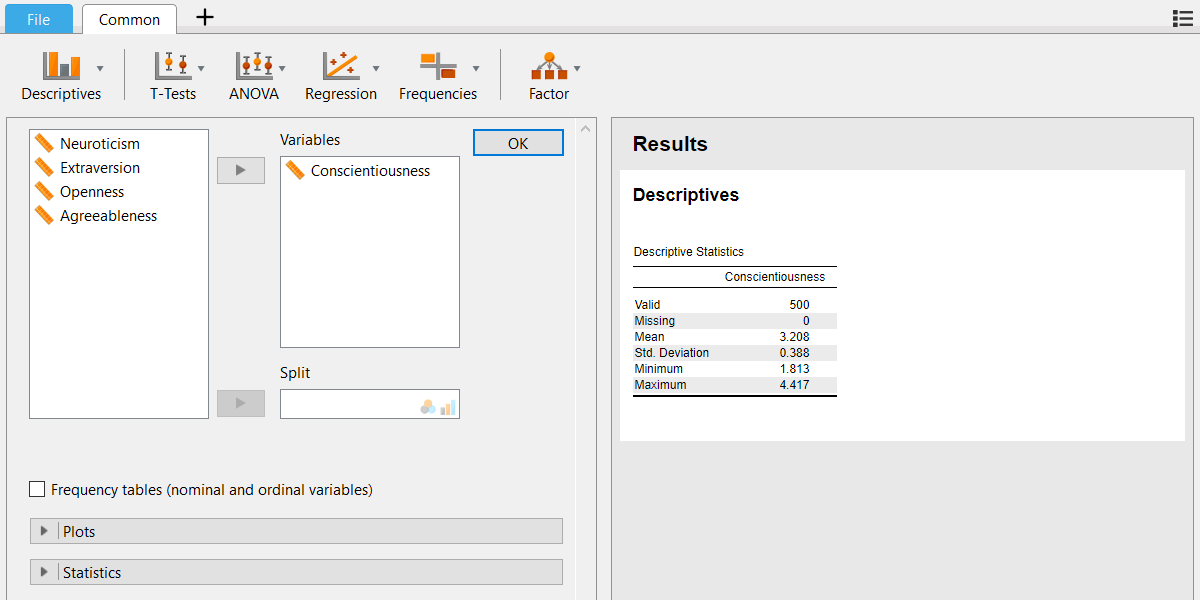 File
Common
Descriptives
T-Tests
ANOVA
Regression
Frequencies
Factor
Neuroticism
Extraversion
Openness
Agreeableness
Variables
Conscientiousness
OK
Split
Frequency tables (nominal and ordinal variables)
Plots
Statistics
Results
Descriptives
Descriptive Statistics
Conscientiousness
Valid 500
Missing 0
Mean 3.208
Std. Deviation 0.388
Minimum 1.813
Maximum 4.417